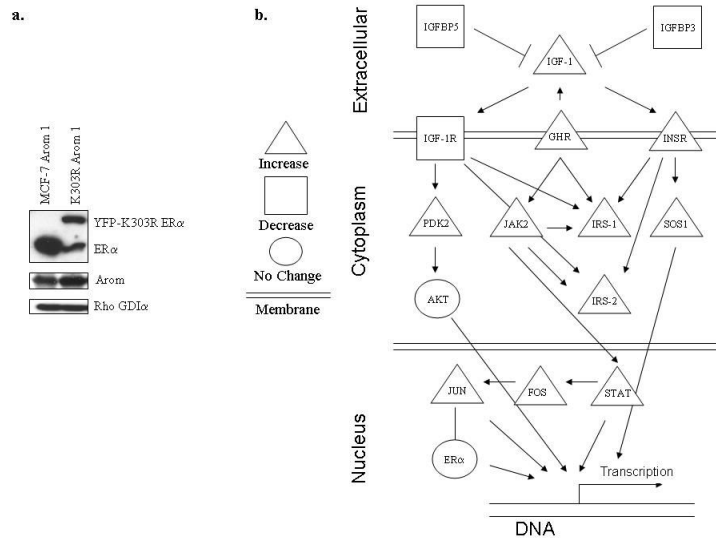 a.
MCF-7 Arom 1
K303R Arom 1
YFP-K303R ERα
ERα
Arom
Rho GDIα
b.
Increase
Decrease
No Change
Membrane
Extracellular
Cytoplasm
Nucleus
IGFBP5
IGFBP3
IGF-1
IGF-1R
GHR
INSR
PDK2
JAK2
IRS-1
SOS1
AKT
IRS-2
JUN
FOS
STAT
ERα
Transcription
DNA